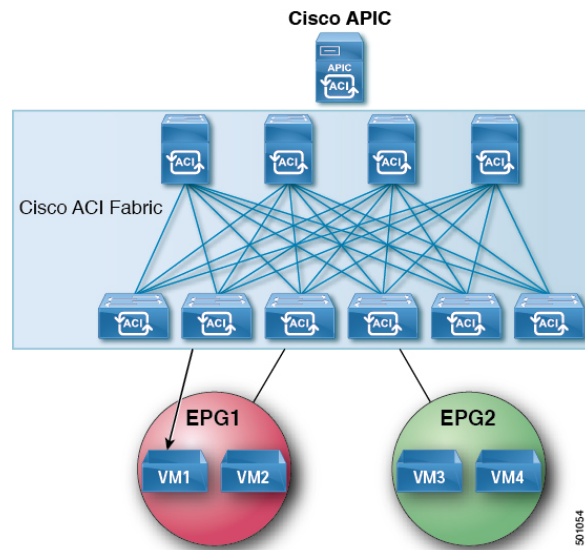 Cisco APIC
APIC
ACI
ACI ACI ACI ACI
Cisco ACI Fabric
ACI ACI ACI ACI ACI ACI
EPG1 EPG2
VM1 VM2 VM3 VM4
501054